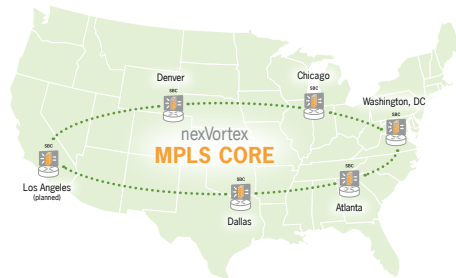 Denver
SBC
Chicago
SBC
Washington, DC
SBC
nexVortex
MPLS CORE
SBC
Los Angeles
(planned)
SBC
Dallas
SBC
Atlanta